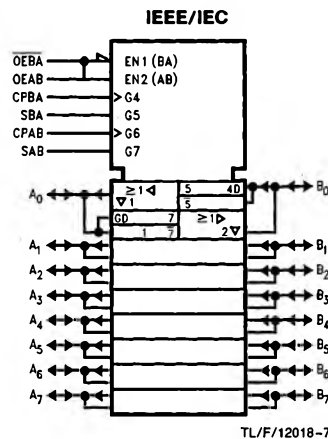 IEEE/IEC
OEBA EN1 (BA)
OEAB EN2 (AB)
CPBA G4
SBA G5
CPAB G6
SAB G7
A0 ≥1 5 4D B0
1 5
GD 7 ≥1
1 7 2
A1 B1
A2 B2
A3 B3
A4 B4
A5 B5
A6 B6
A7 B7
TL/F/12018-7